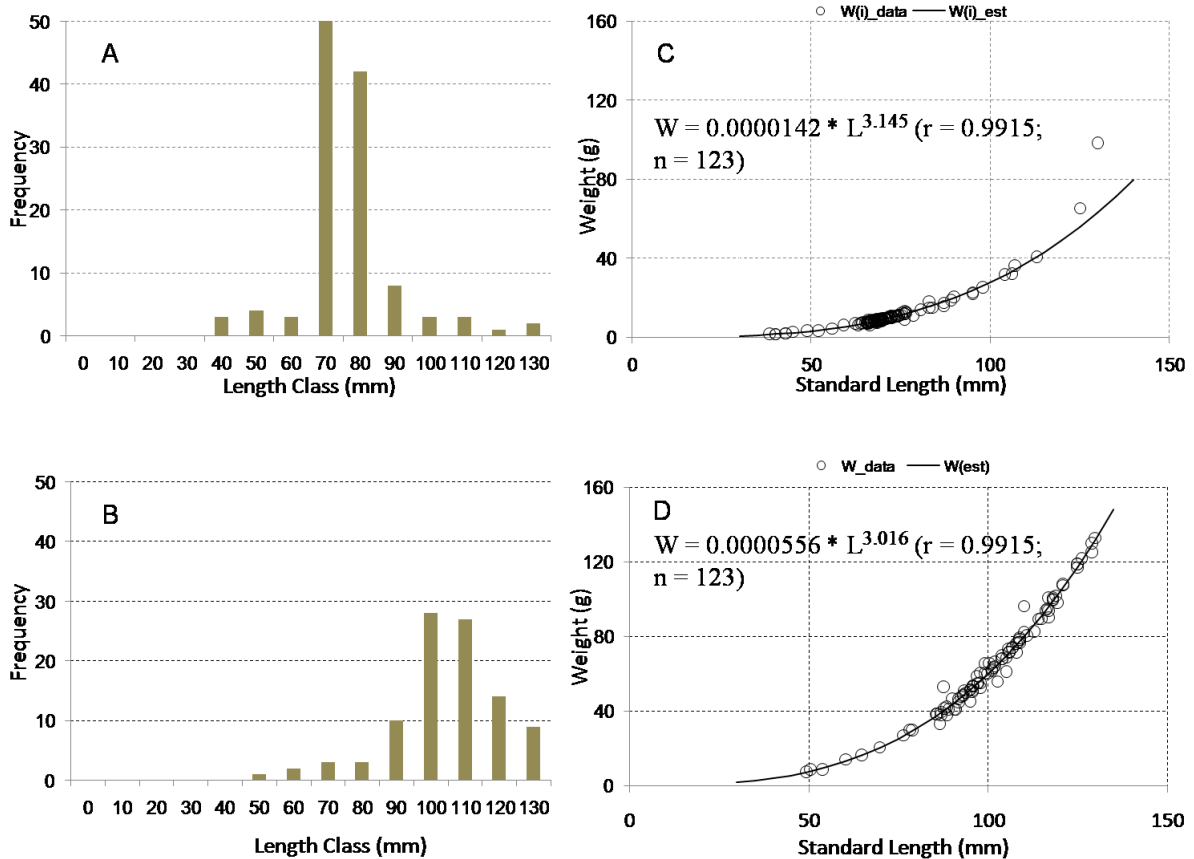 A
50
40
30
20
10
0
Frequency
0 10 20 30 40 50 60 70 80 90 100 110 120 130
Length Class (mm)
W(i)_data W(i)_est
C
W = 0.0000142 * L3.145 (r = 0.9915;
n = 123)
160
120
80
40
0
Weight (g)
0 50 100 150
Standard Length (mm)
B
50
40
30
20
10
0
Frequency
0 10 20 30 40 50 60 70 80 90 100 110 120 130
Length Class (mm)
W_data W(est)
D
W = 0.0000556 * L3.016 (r = 0.9915;
n = 123)
160
120
80
40
0
Weight (g)
0 50 100 150
Standard Length (mm)